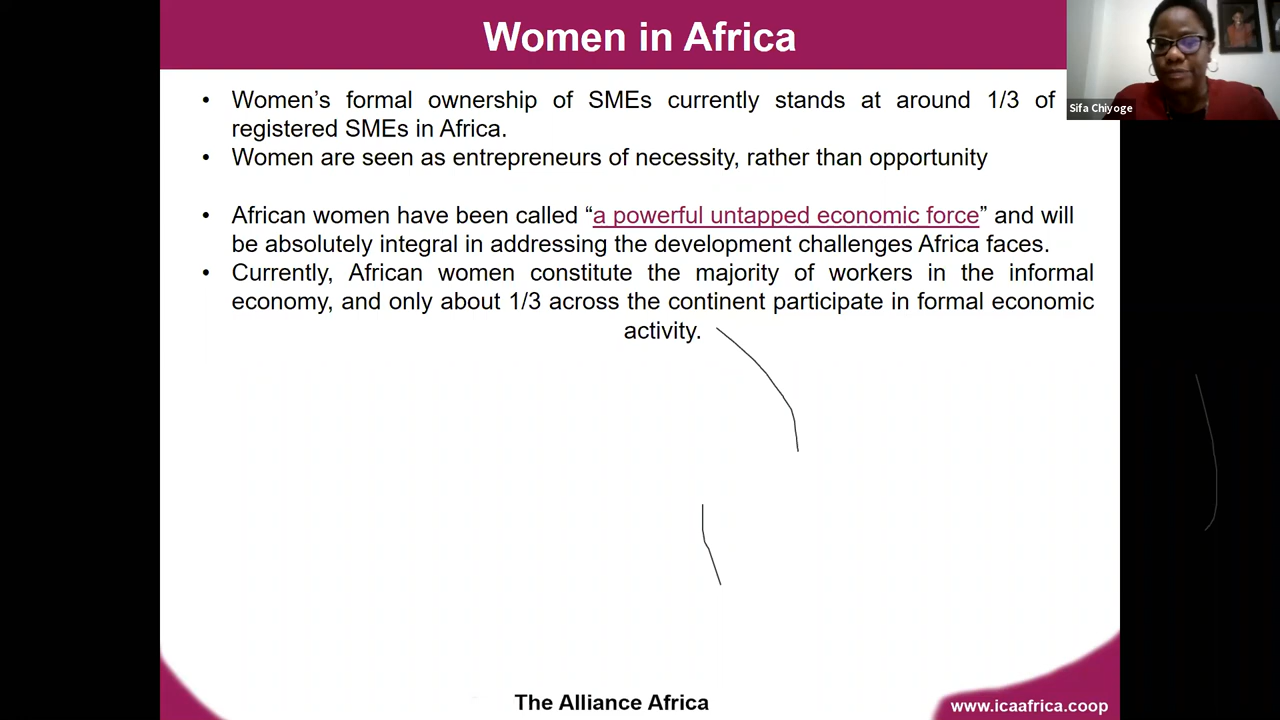 Women in Africa
Sifa Chiyoge
• Women’s formal ownership of SMEs currently stands at around 1/3 of
registered SMEs in Africa.
• Women are seen as entrepreneurs of necessity, rather than opportunity
• African women have been called “a powerful untapped economic force” and will
be absolutely integral in addressing the development challenges Africa faces.
• Currently, African women constitute the majority of workers in the informal
economy, and only about 1/3 across the continent participate in formal economic
activity.
The Alliance Africa
www.icaafrica.coop